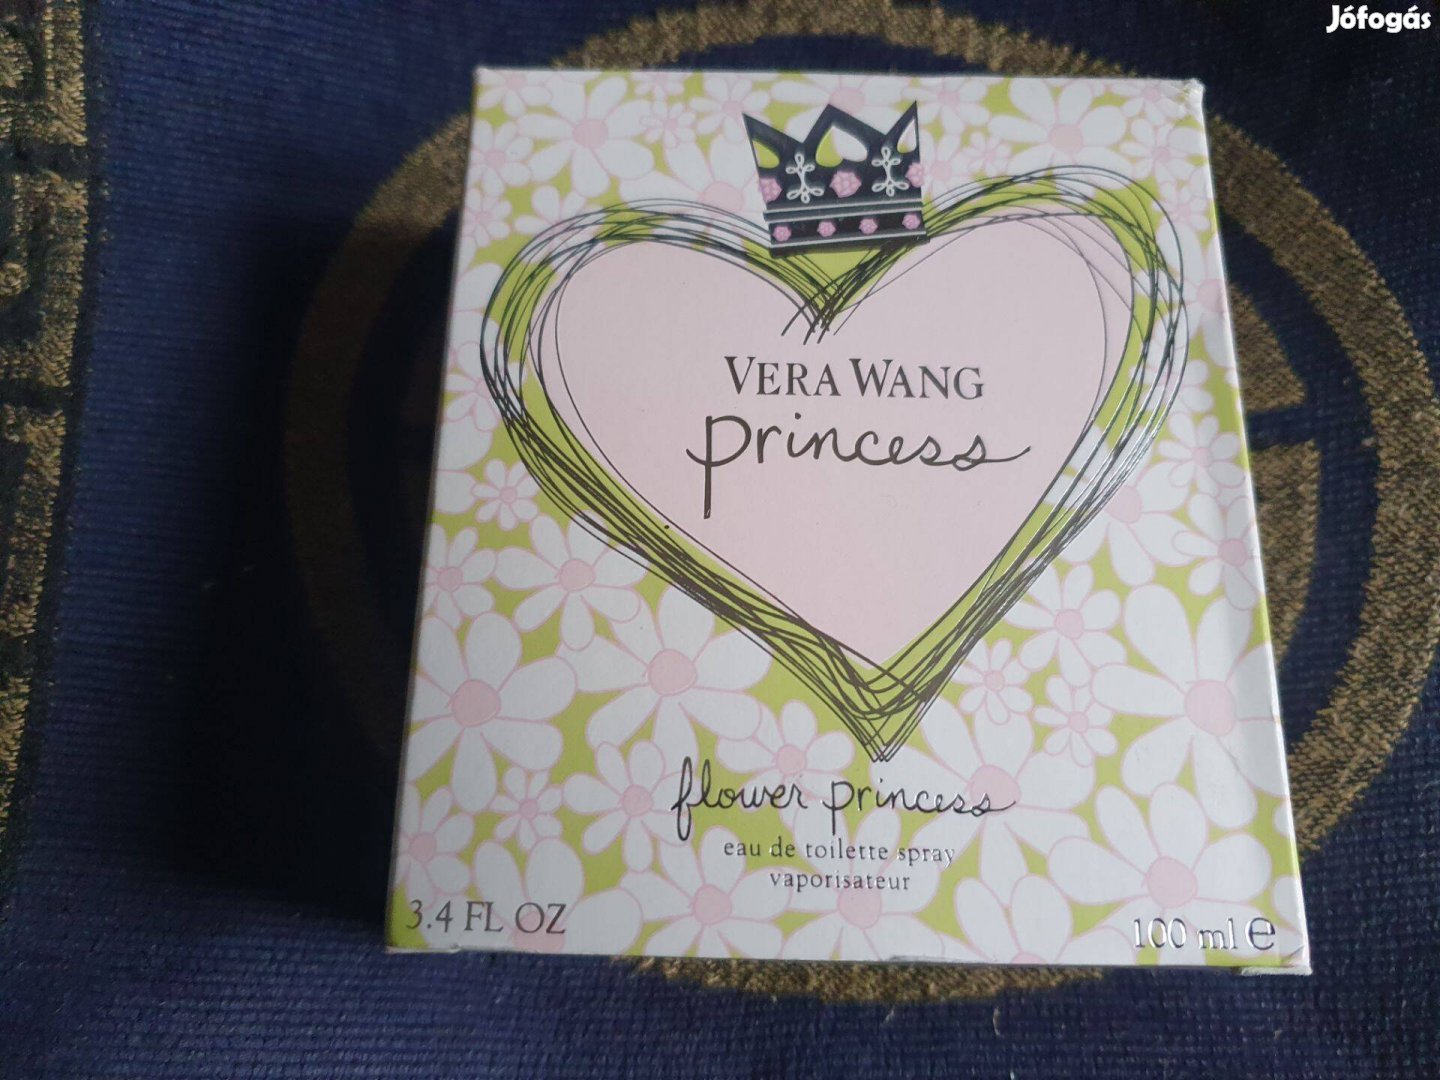 Jófogás
VERA WANG
princess
flower princess
eau de toilette spray
vaporisateur
3.4 FL OZ
100 ml e